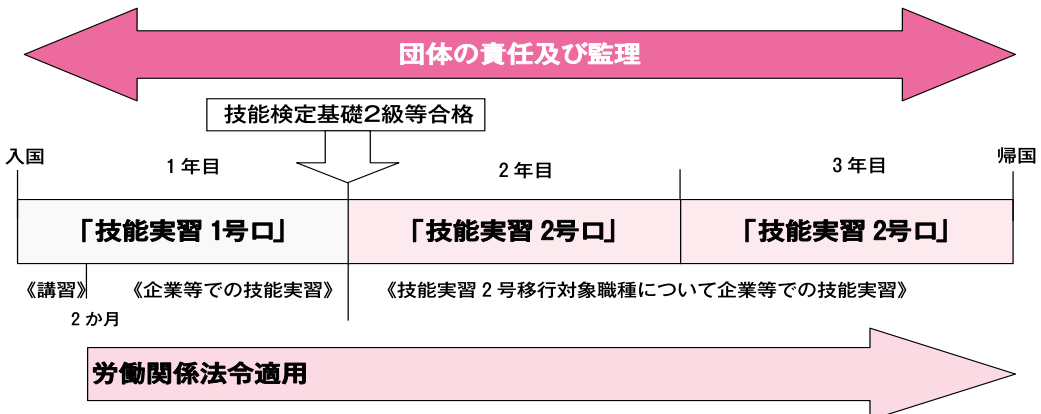 団体の責任及び監理
技能検定基礎2級等合格
入国
1年目
2年目
3年目
帰国
「技能実習1号ロ」
「技能実習2号ロ」
「技能実習2号ロ」
《講習》
《企業等での技能実習》
《技能実習2号移行対象職種について企業等での技能実習》
2か月
労働関係法令適用